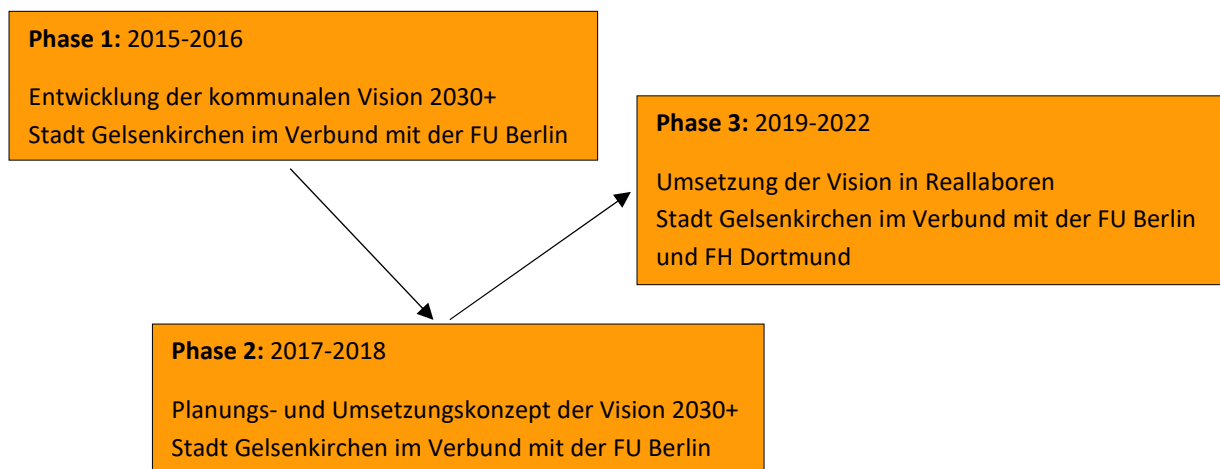 Phase 1: 2015-2016
Entwicklung der kommunalen Vision 2030+
Stadt Gelsenkirchen im Verbund mit der FU Berlin
Phase 2: 2017-2018
Planungs- und Umsetzungskonzept der Vision 2030+
Stadt Gelsenkirchen im Verbund mit der FU Berlin
Phase 3: 2019-2022
Umsetzung der Vision in Reallaboren
Stadt Gelsenkirchen im Verbund mit der FU Berlin
und FH Dortmund